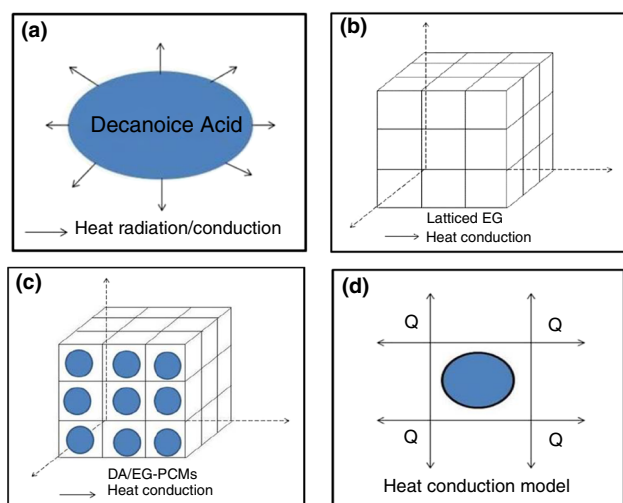 (a)
Decanoice Acid
Heat radiation/conduction
(b)
Latticed EG
Heat conduction
(c)
DA/EG-PCMs
Heat conduction
(d)
Q Q
Q Q
Heat conduction model